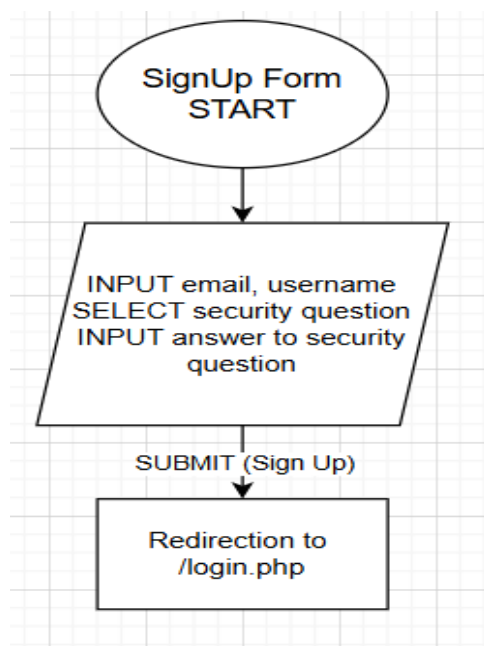 SignUp Form
START
INPUT email, username
SELECT security question
INPUT answer to security
question
SUBMIT (Sign Up)
Redirection to
/login.php